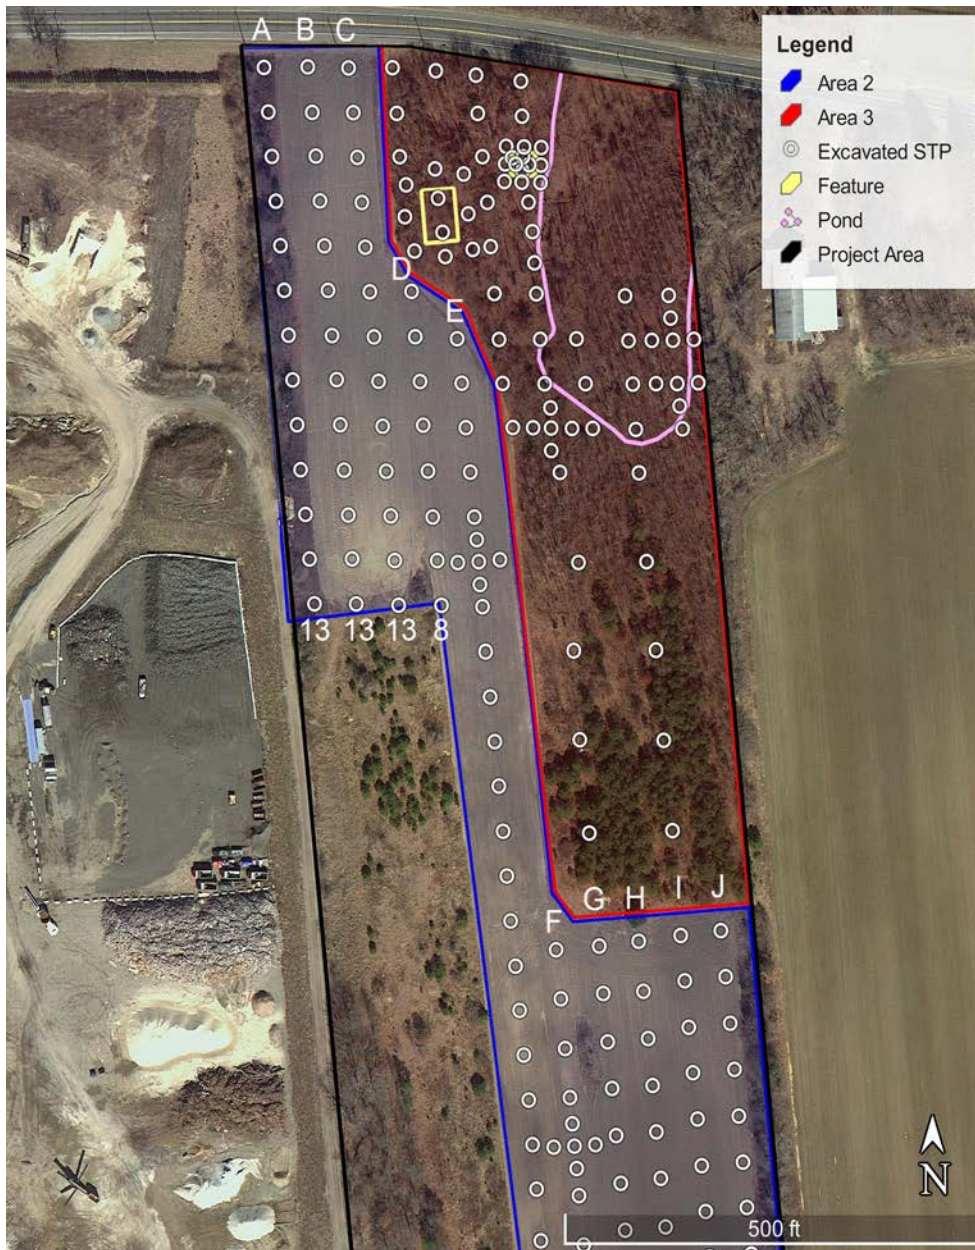 A B C
Legend
Area 2
Area 3
Excavated STP
Feature
Pond
Project Area
D
E
13 13 13 8
G H I J
F
N
500 ft